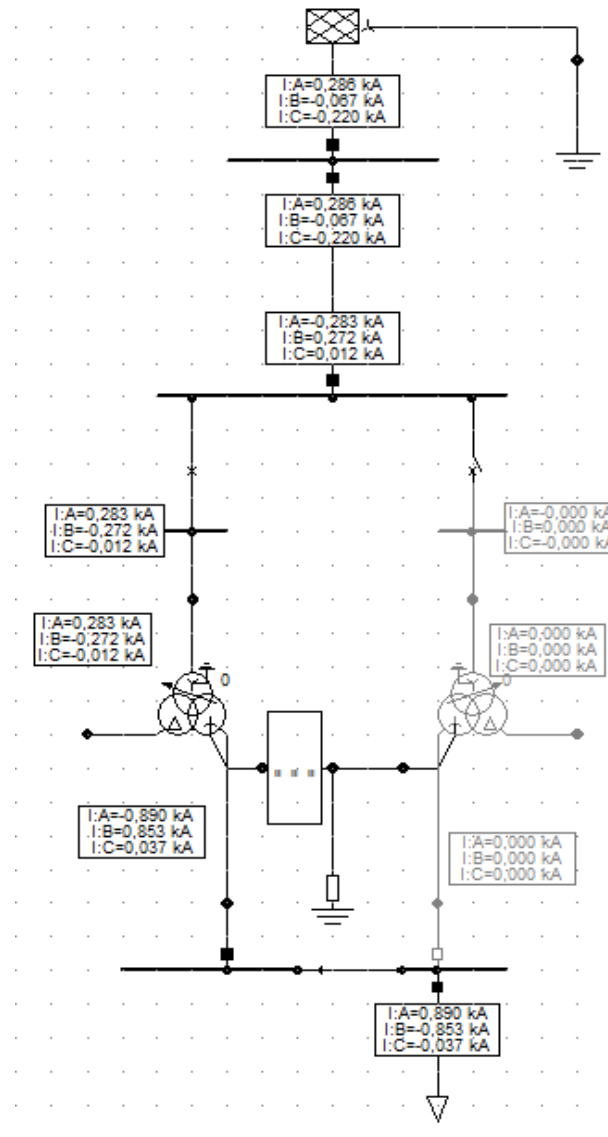 I:A=0,286 kA
I:B=-0,067 kA
I:C=-0,220 kA
I:A=0,286 kA
I:B=-0,067 kA
I:C=-0,220 kA
I:A=-0,283 kA
I:B=0,272 kA
I:C=0,012 kA
I:A=0,283 kA
I:B=-0,272 kA
I:C=-0,012 kA
I:A=-0,000 kA
I:B=0,000 kA
I:C=-0,000 kA
I:A=0,283 kA
I:B=-0,272 kA
I:C=-0,012 kA
0
I:A=0,000 kA
I:B=0,000 kA
I:C=0,000 kA
0
I:A=-0,890 kA
I:B=0,853 kA
I:C=0,037 kA
I:A=0,000 kA
I:B=0,000 kA
I:C=0,000 kA
I:A=0,890 kA
I:B=-0,853 kA
I:C=-0,037 kA